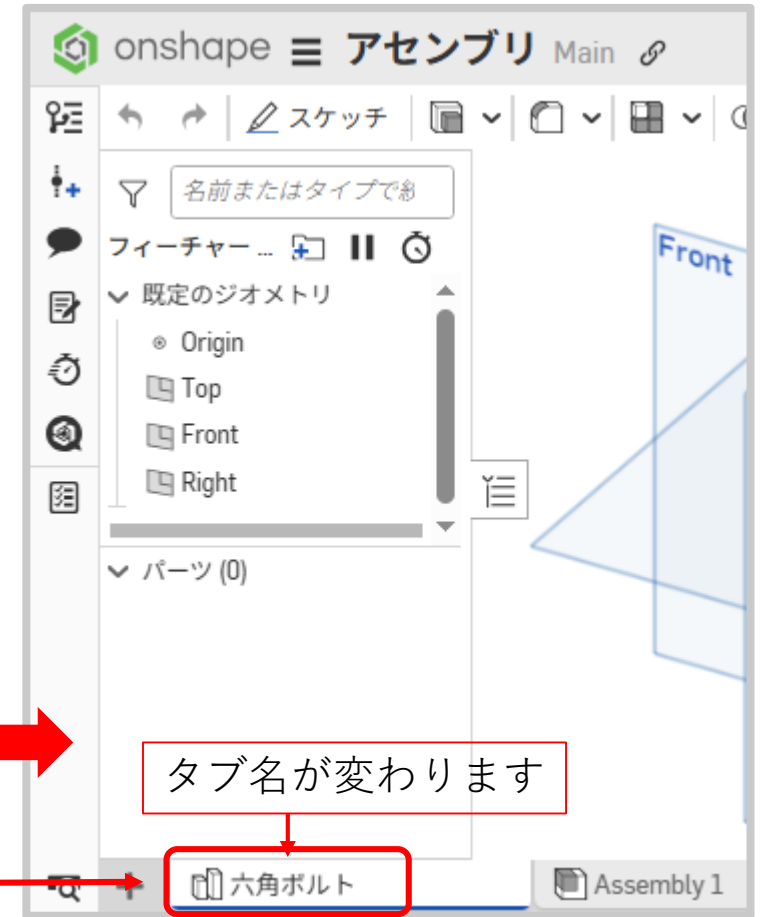 onshape アセンブリ Main
スケッチ
名前またはタイプで
フィーチャー ...
既定のジオメトリ
Origin
Top
Front
Right
Front
パーツ (0)
タブ名が変わります
六角ボルト
Assembly 1